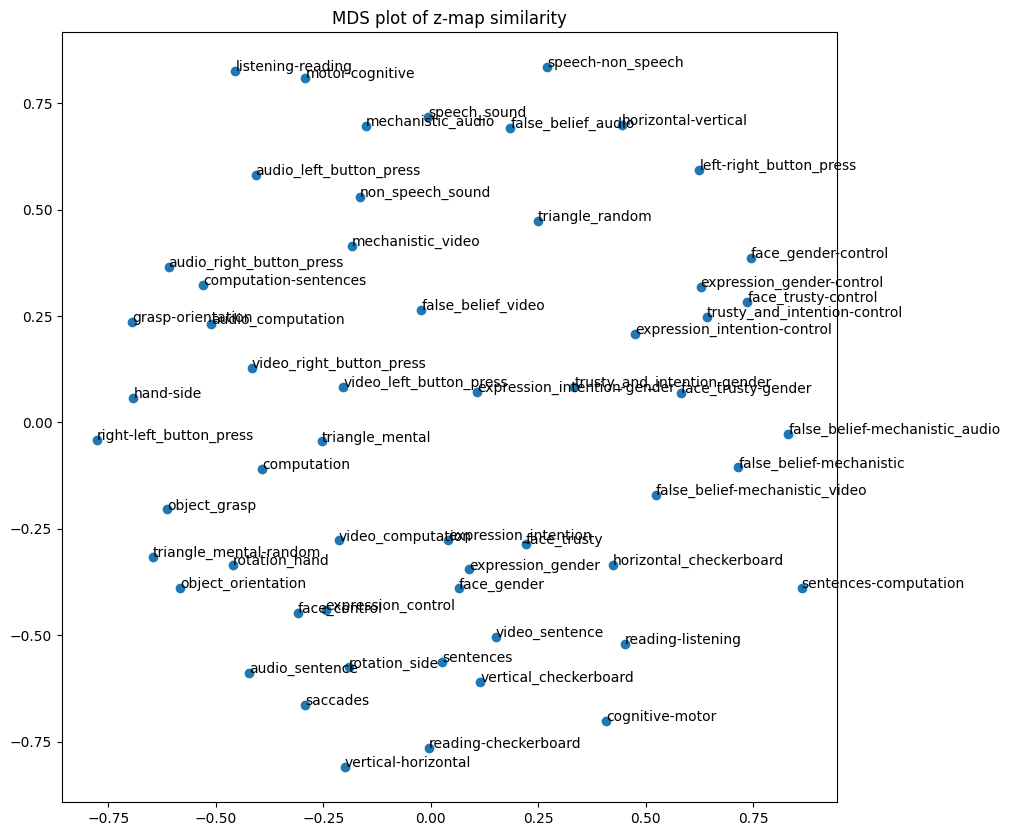 MDS plot of z-map similarity
speech-non_speech
listening-reading
motor-cognitive
0.75
speech_sound
mechanistic_audio
false_belief_audio
horizontal-vertical
left-right_button_press
audio_left_button_press
0.50
non_speech_sound
triangle_random
mechanistic_video
face_gender-control
audio_right_button_press
computation-sentences
expression_gender-control
face_trusty-control
false_belief_video
0.25
trusty_and_intention-control
grasp-orientation
audio_computation
expression_intention-control
video_right_button_press
video_left_button_press
expression_intention-gender
trusty_and_intention-gender
face_trusty-gender
hand-side
0.00
right-left_button_press
triangle_mental
false_belief-mechanistic_audio
computation
false_belief-mechanistic
false_belief-mechanistic_video
object_grasp
−0.25
video_computation
expression_intention
face_trusty
triangle_mental-random
rotation_hand
horizontal_checkerboard
expression_gender
object_orientation
face_gender
sentences-computation
face_control
expression_control
−0.50
video_sentence
reading-listening
audio_sentence
rotation_side
sentences
vertical_checkerboard
saccades
cognitive-motor
−0.75
reading-checkerboard
vertical-horizontal
−0.75 −0.50 −0.25 0.00 0.25 0.50 0.75